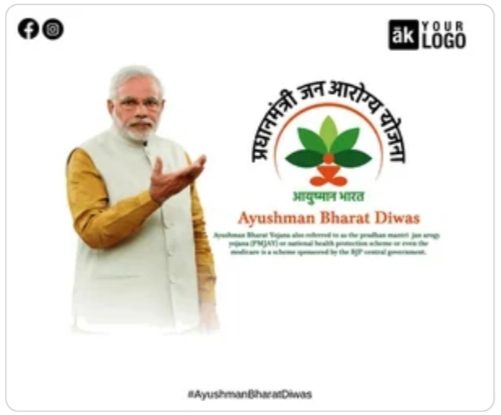 āk YOUR
LOGO
प्रधानमंत्री जन आरोग्य योजना
आयुष्मान भारत
Ayushman Bharat Diwas
Ayushman Bharat Yojana also referred to as the pradhan mantri jan arogy
yojana (PMJAY) or national health protection scheme or even the
medicare is a scheme sponsored by the BJP central government.
#AyushmanBharatDiwas